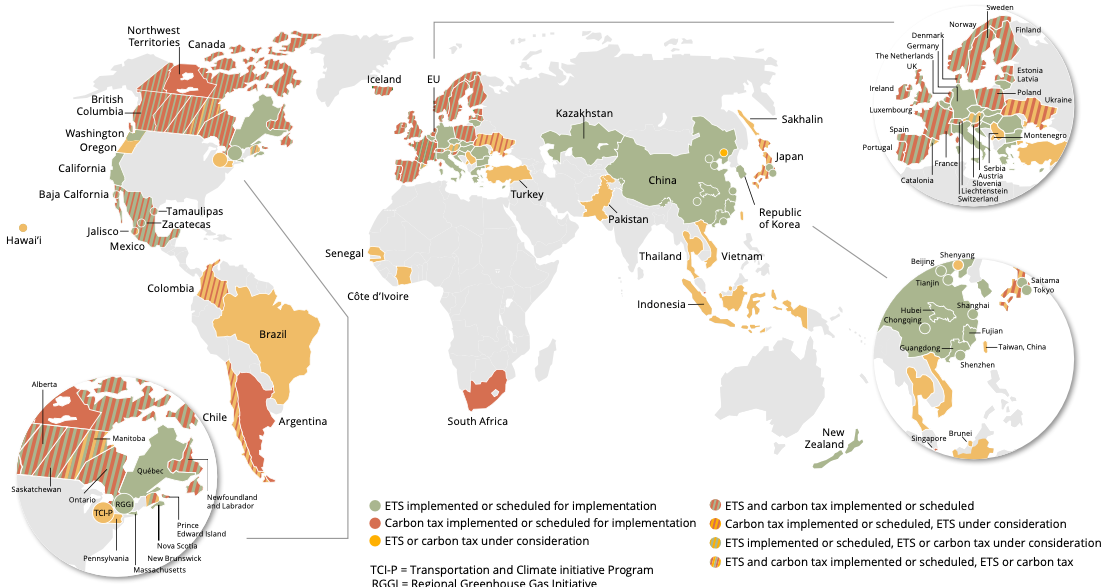 Northwest
Territories
Canada
British
Columbia
Washington
Oregon
California
Baja Calfornia
Tamaulipas
Zacatecas
Jalisco
Mexico
Hawai'i
Iceland
EU
Kazakhstan
Sakhalin
Japan
China
Turkey
Pakistan
Republic
of Korea
Senegal
Côte d'Ivoire
Thailand
Vietnam
Indonesia
Colombia
Brazil
Chile
Argentina
South Africa
New
Zealand
Sweden
Norway
Finland
Denmark
Germany
The Netherlands
UK
Estonia
Latvia
Ireland
Poland
Ukraine
Luxembourg
Spain
Montenegro
Portugal
France
Serbia
Austria
Catalonia
Slovenia
Liechtenstein
Switzerland
Shenyang
Beijing
Tianjin
Saitama
Tokyo
Shanghai
Hubei
Chongqing
Fujian
Guangdong
Taiwan, China
Shenzhen
Brunei
Singapore
Alberta
Manitoba
Québec
Saskatchewan
Ontario
RGGI
TCI-P
Newfoundland
and Labrador
Prince
Edward Island
Nova Scotia
Pennsylvania
New Brunswick
Massachusetts
ETS implemented or scheduled for implementation
Carbon tax implemented or scheduled for implementation
ETS or carbon tax under consideration
TCI-P = Transportation and Climate initiative Program
RGGI = Regional Greenhouse Gas Initiative
ETS and carbon tax implemented or scheduled
Carbon tax implemented or scheduled, ETS under consideration
ETS implemented or scheduled, ETS or carbon tax under consideration
ETS and carbon tax implemented or scheduled, ETS or carbon tax